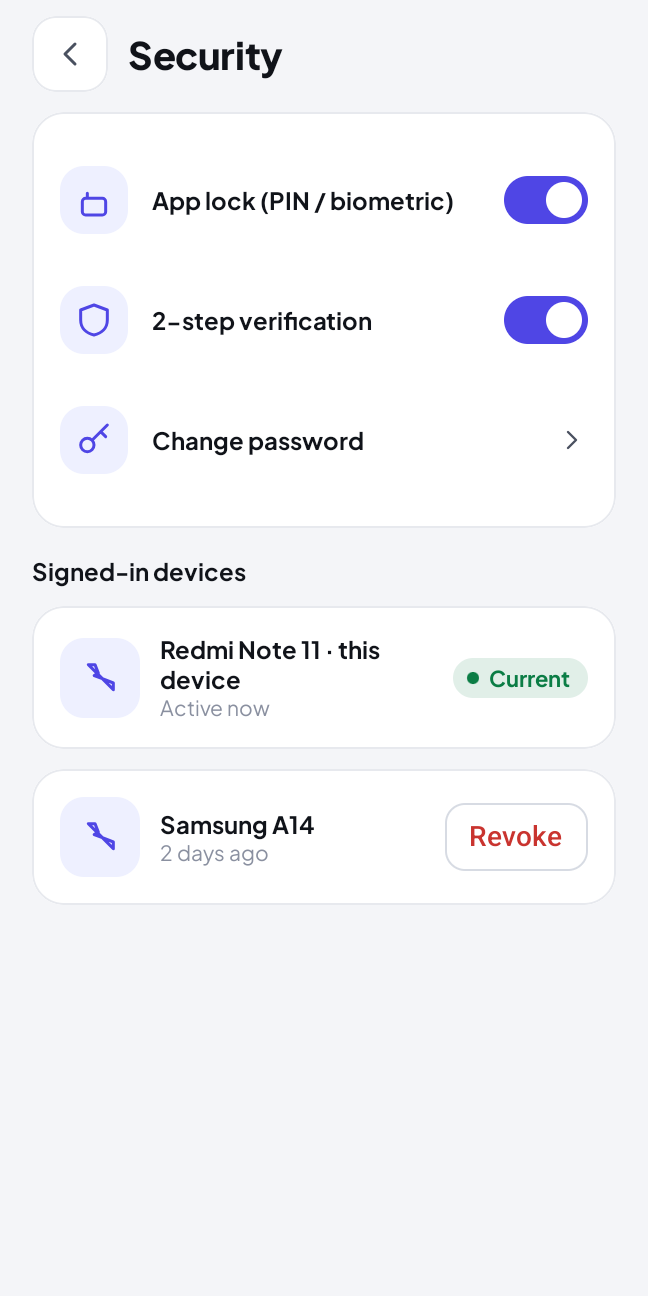 Security
App lock (PIN / biometric)
2-step verification
Change password
Signed-in devices
Redmi Note 11 · this
device
Active now
Current
Samsung A14
2 days ago
Revoke